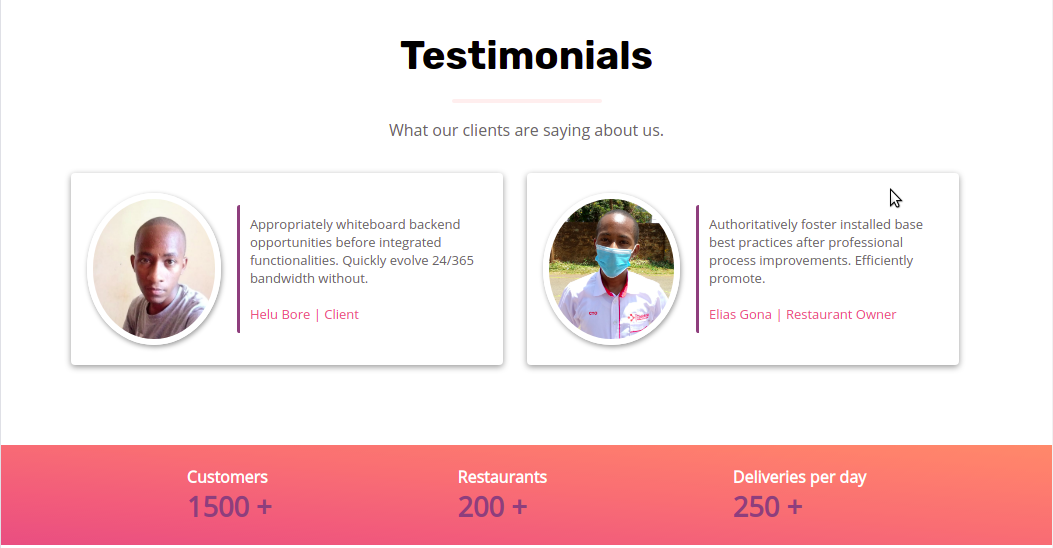 Testimonials
What our clients are saying about us.
Appropriately whiteboard backend
opportunities before integrated
functionalities. Quickly evolve 24/365
bandwidth without.
Helu Bore | Client
Authoritatively foster installed base
best practices after professional
process improvements. Efficiently
promote.
Elias Gona | Restaurant Owner
Customers
1500 +
Restaurants
200 +
Deliveries per day
250 +